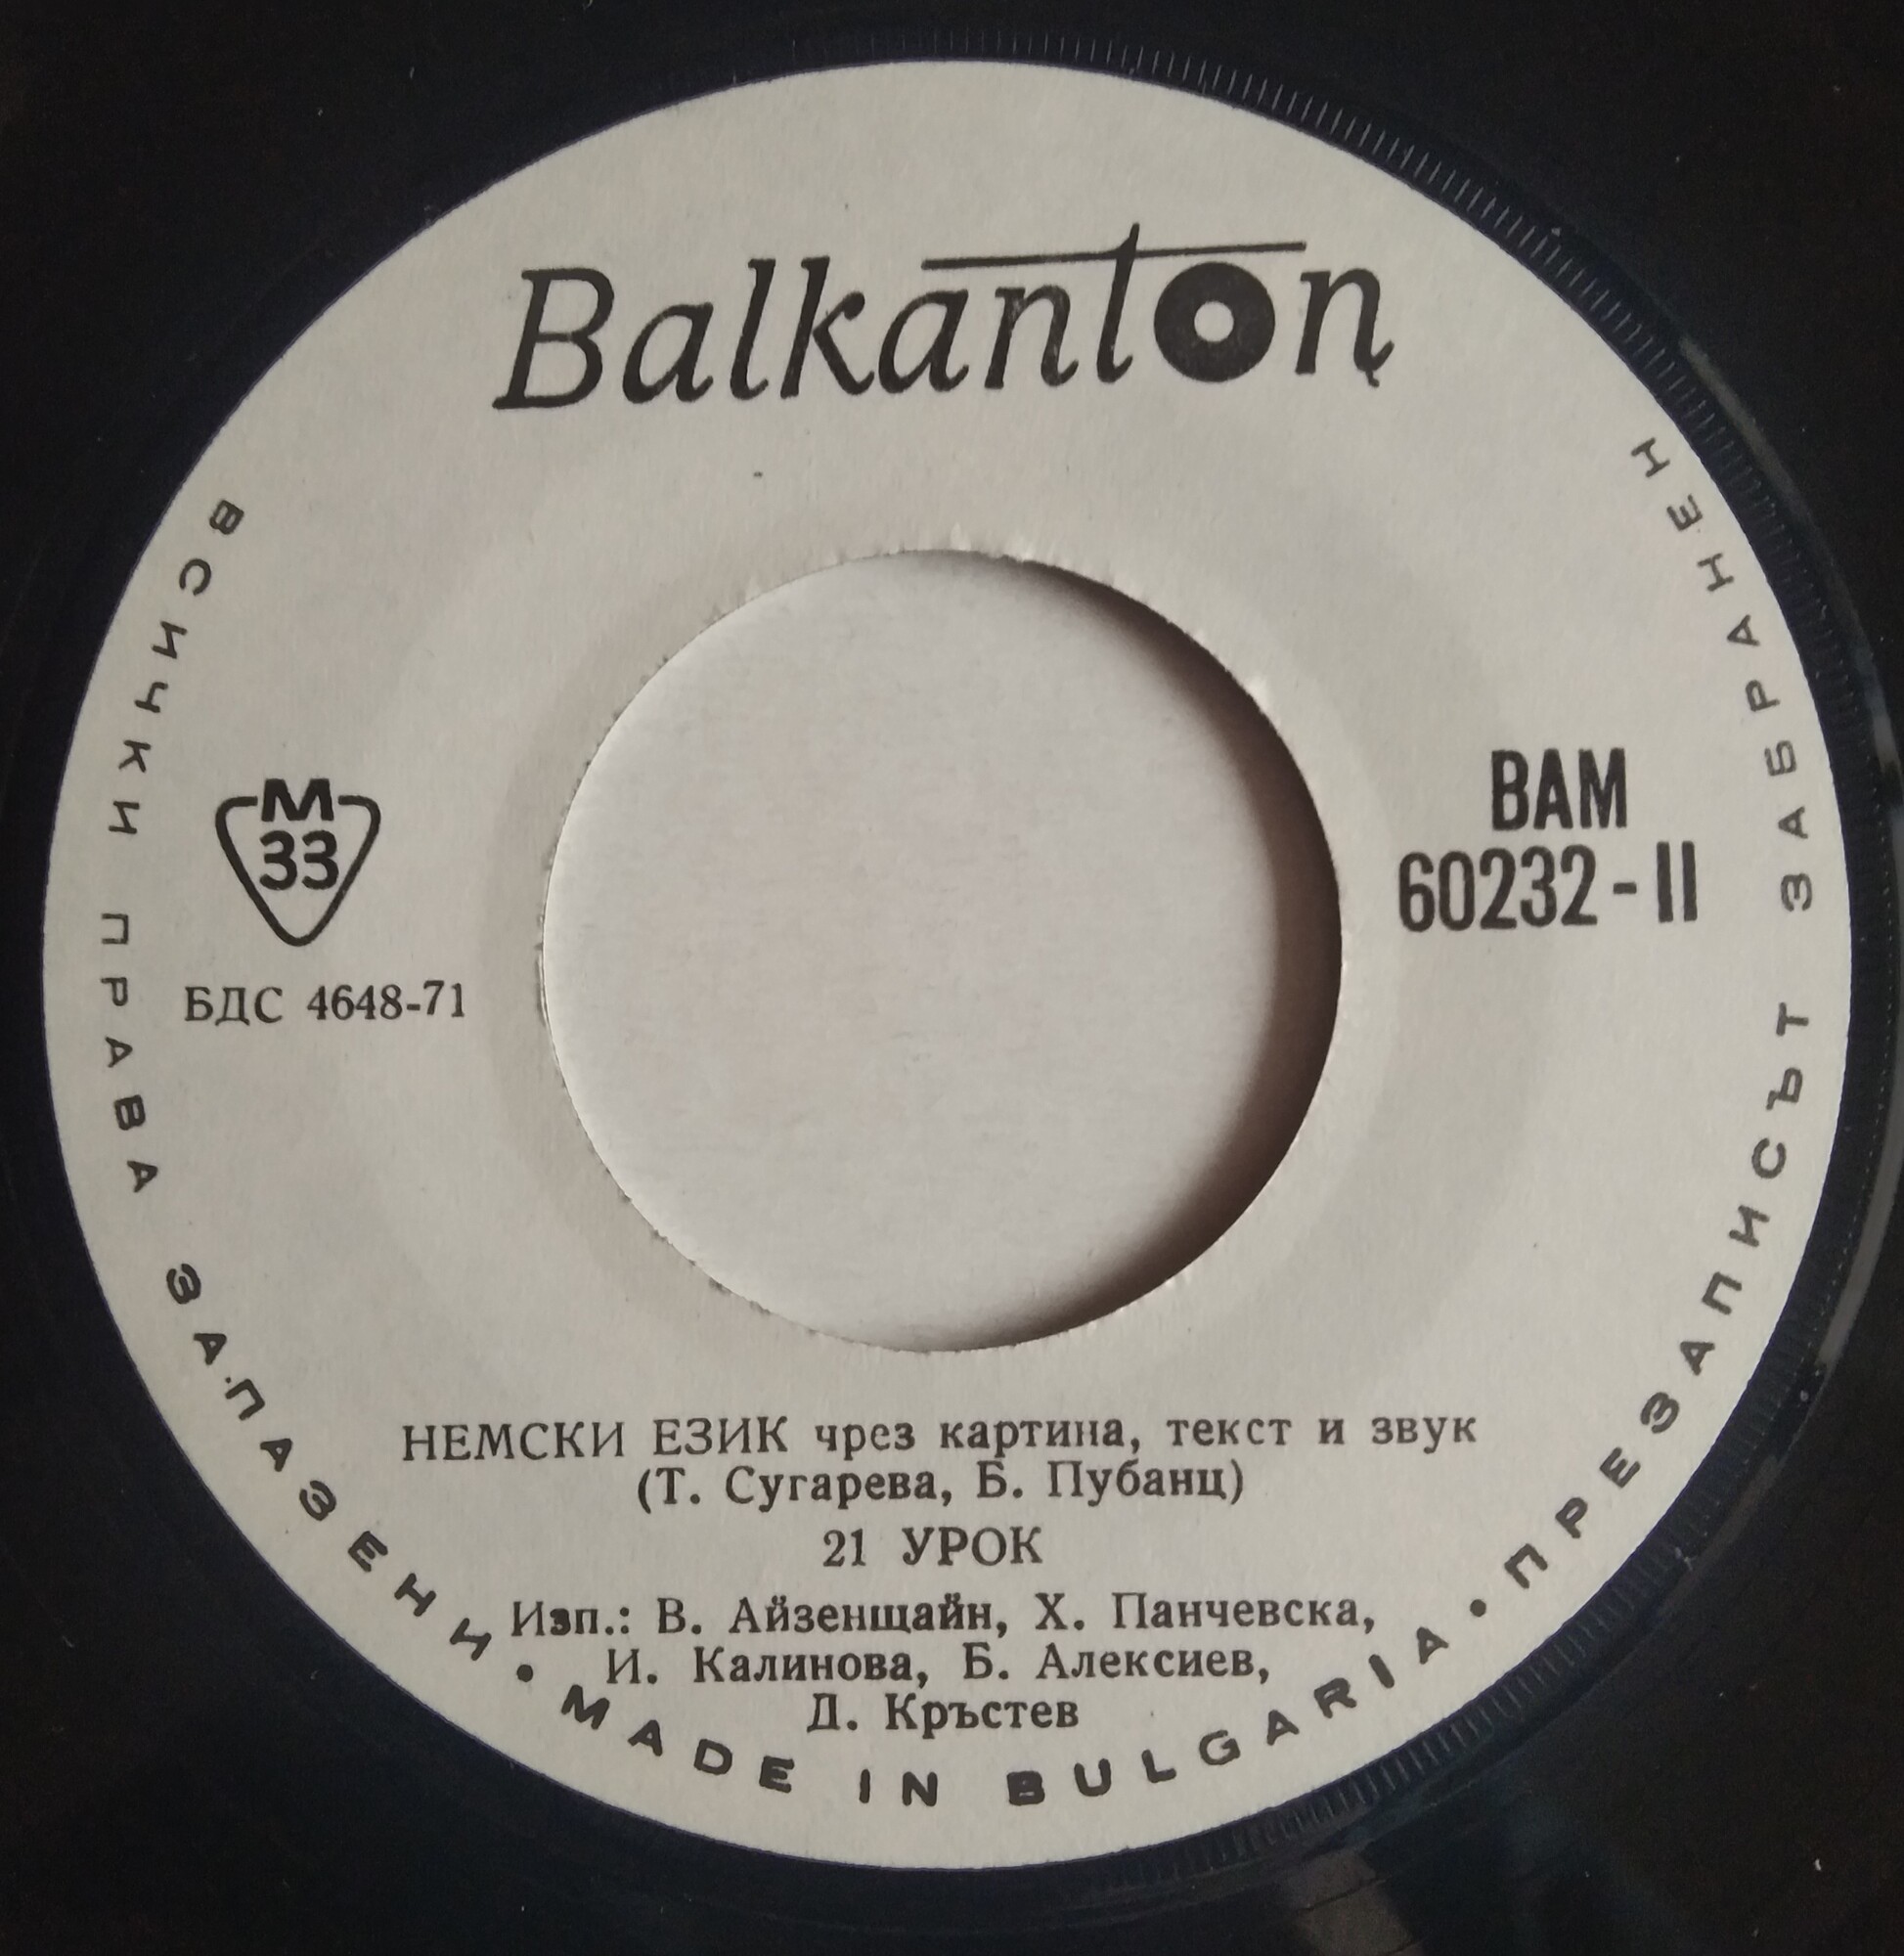 Balkanton
M
33
БДС 4648-71
ВАМ
60232-II
НЕМСКИ ЕЗИК чрез картина, текст и звук
(Т. Сугарева, Б. Пубанц)
21 УРОК
Изп.: В. Айзенщайн, Х. Панчевска,
И. Калинова, Б. Алексиев,
Д. Кръстев
ВСИЧКИ ПРАВА ЗАПАЗЕНИ • MADE IN BULGARIA • ПРЕЗАПИСЪТ ЗАБРАНЕН